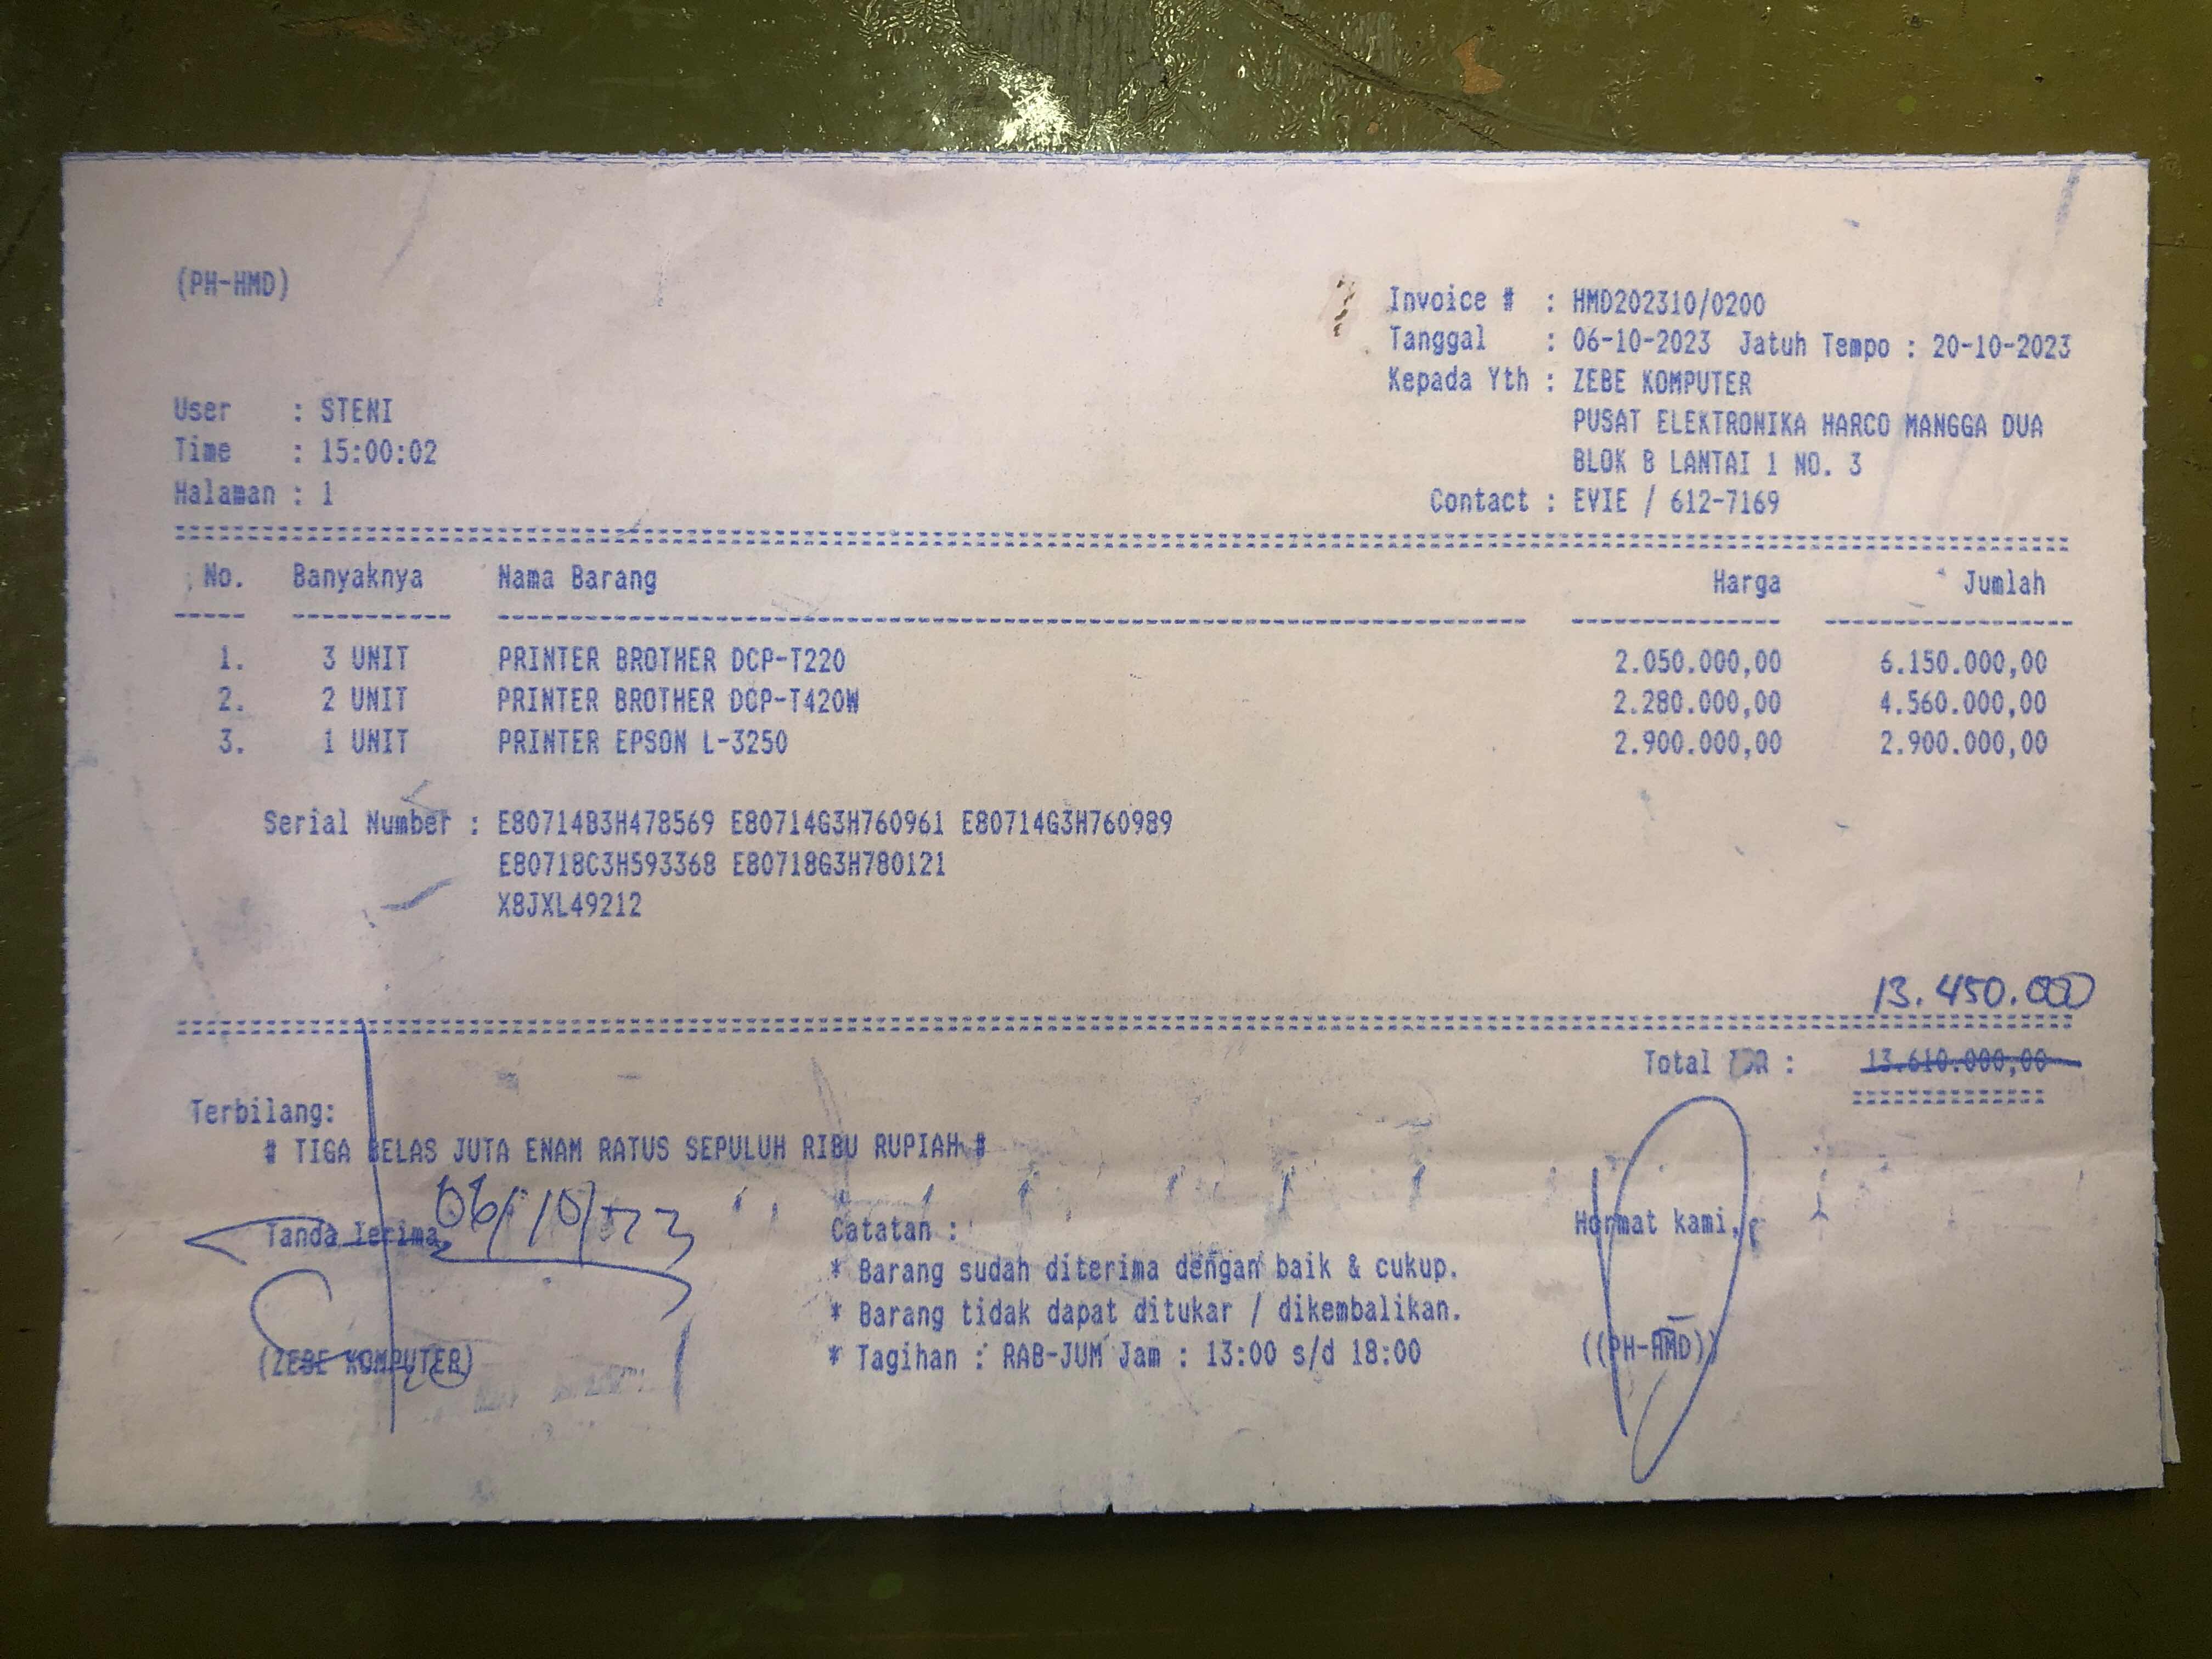 (PH-HMD)
Invoice # : HMD202310/0200
Tanggal : 06-10-2023 Jatuh Tempo : 20-10-2023
Kepada Yth : ZEBE KOMPUTER
PUSAT ELEKTRONIKA HARCO MANGGA DUA
BLOK B LANTAI 1 NO. 3
Contact : EVIE / 612-7169
User : STENI
Time : 15:00:02
Halaman : 1
No. Banyaknya Nama Barang Harga Jumlah
1. 3 UNIT PRINTER BROTHER DCP-T220 2.050.000,00 6.150.000,00
2. 2 UNIT PRINTER BROTHER DCP-T420W 2.280.000,00 4.560.000,00
3. 1 UNIT PRINTER EPSON L-3250 2.900.000,00 2.900.000,00
Serial Number : E80714B3H478569 E80714G3H760961 E80714G3H760989
E80718C3H593368 E80718G3H780121
X8JXL49212
13.450.000
Total IDR : 13.610.000,00
Terbilang:
# TIGA BELAS JUTA ENAM RATUS SEPULUH RIBU RUPIAH #
Tanda Terima, 06/10/23
(ZEBE KOMPUTER)
Catatan :
* Barang sudah diterima dengan baik & cukup.
* Barang tidak dapat ditukar / dikembalikan.
* Tagihan : RAB-JUM Jam : 13:00 s/d 18:00
Hormat kami,
((PH-HMD))